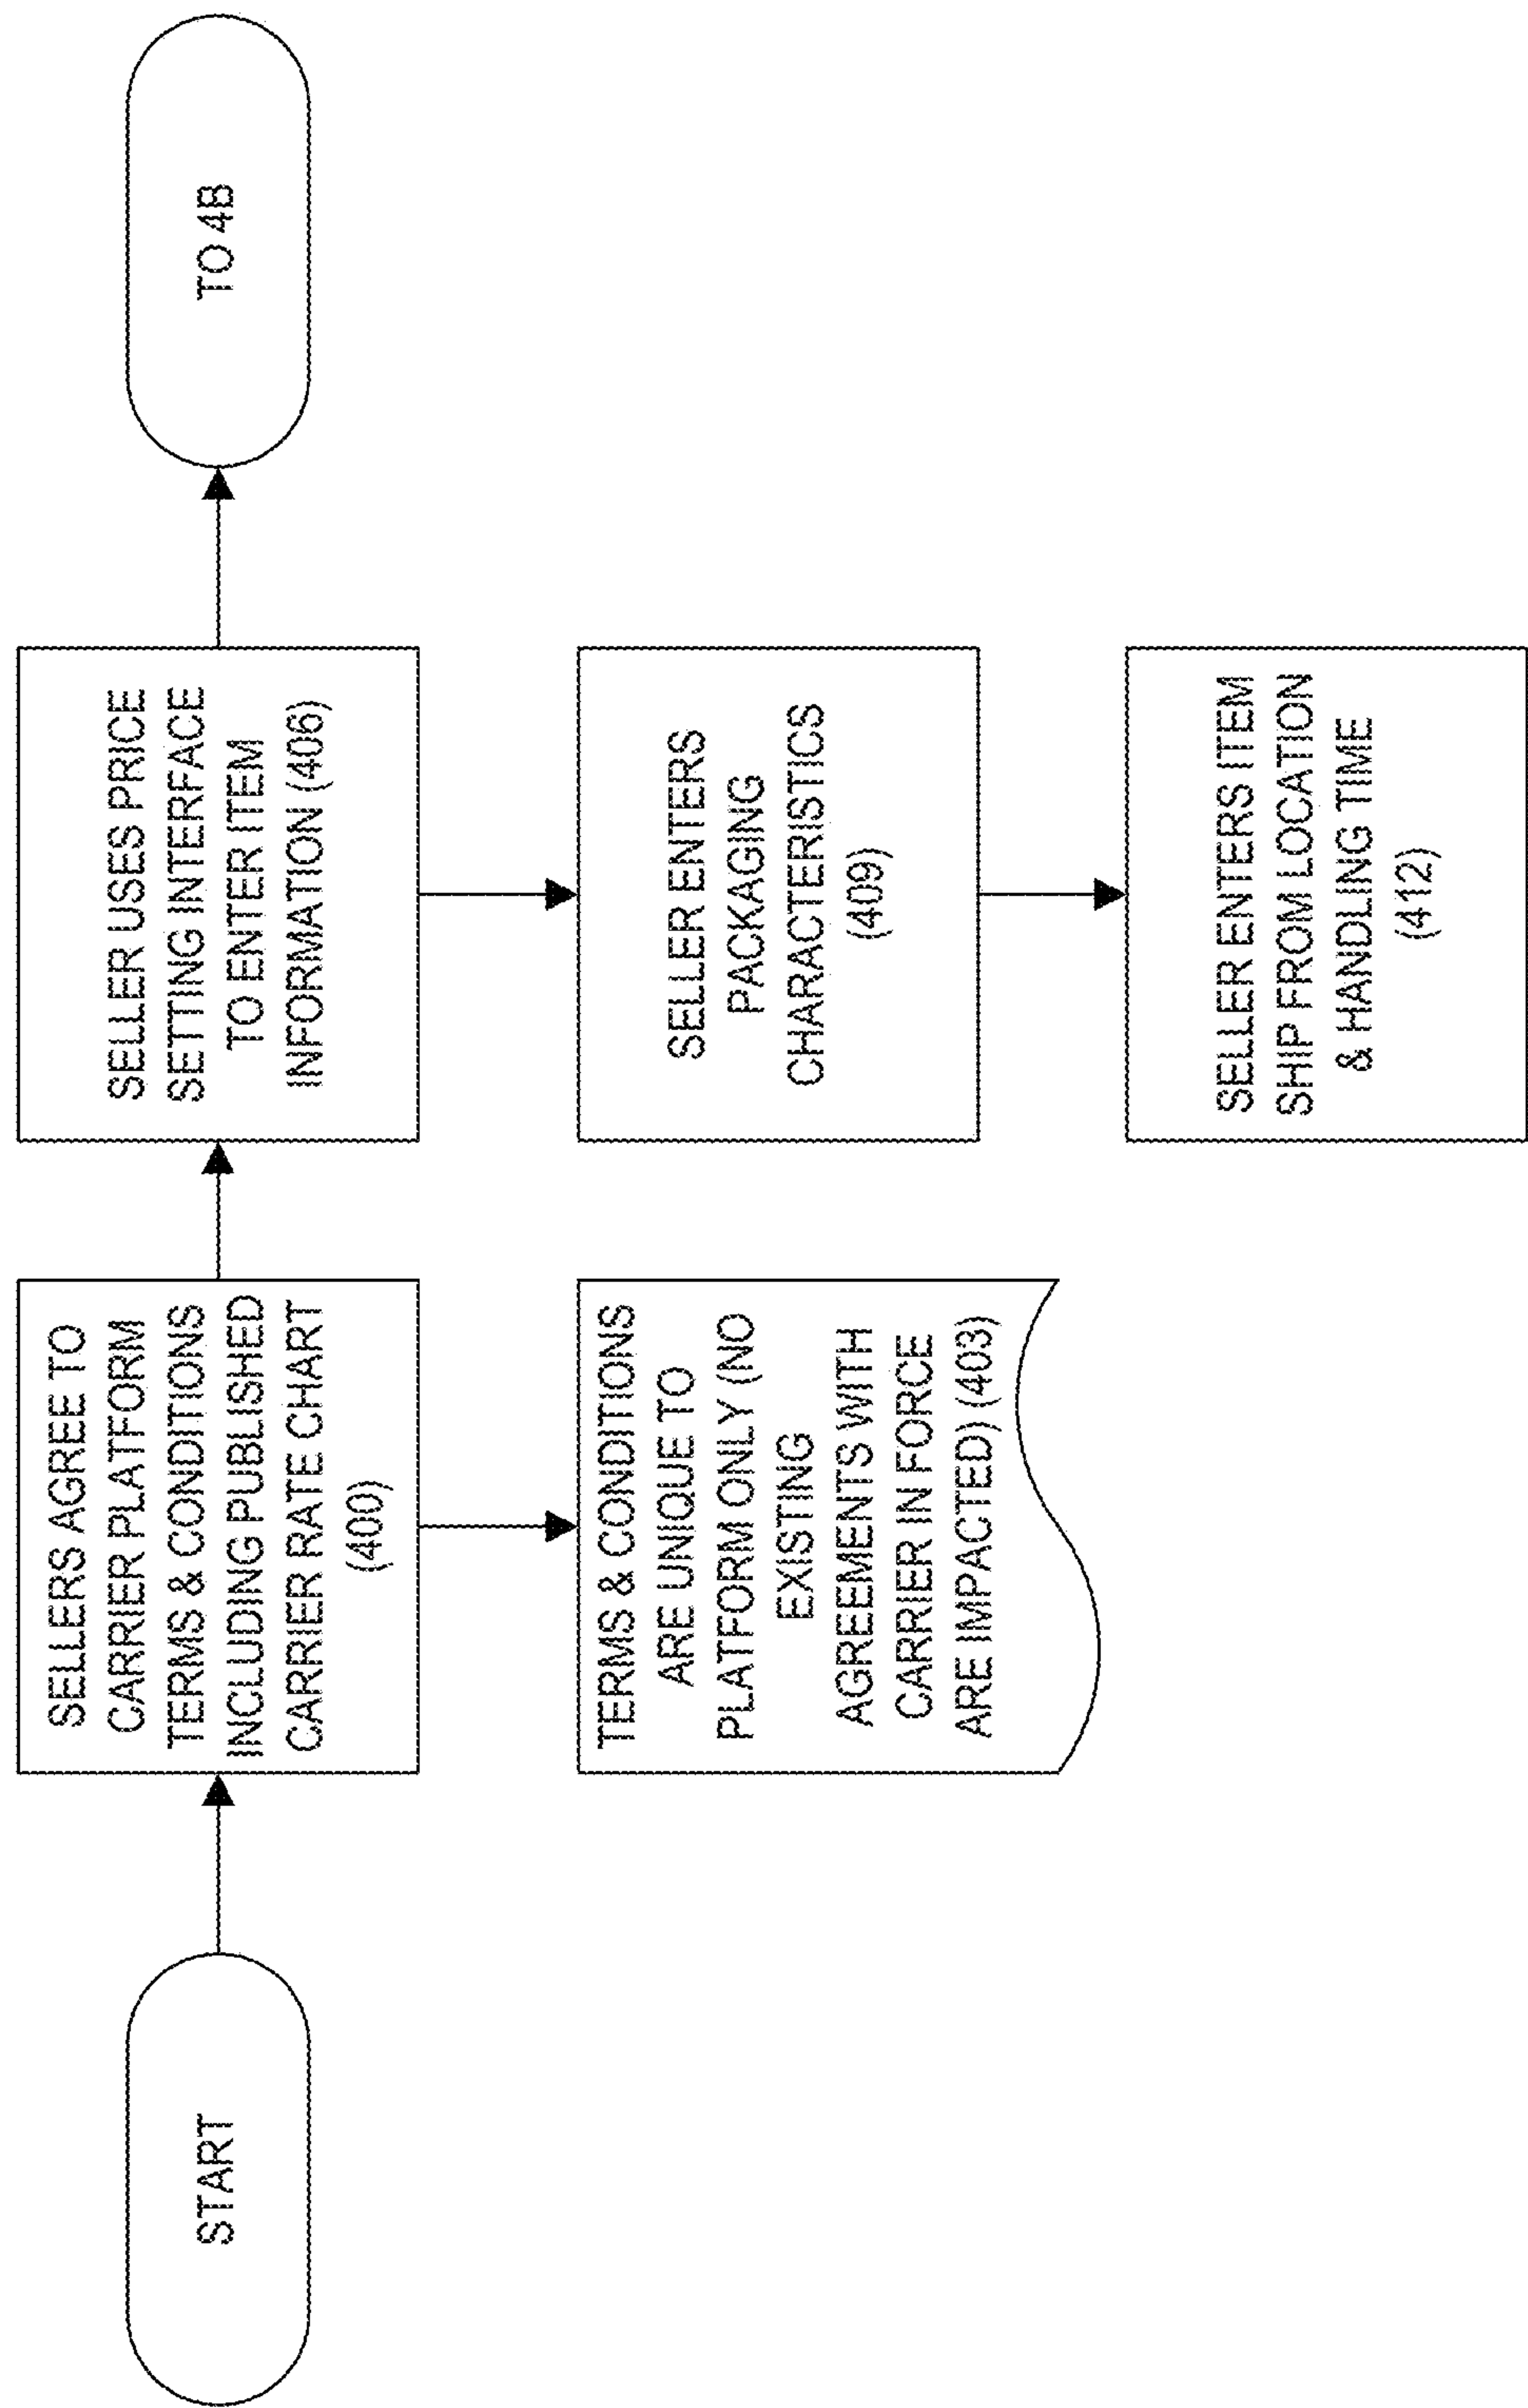 START
SELLERS AGREE TO
CARRIER PLATFORM
TERMS & CONDITIONS
INCLUDING PUBLISHED
CARRIER RATE CHART
(400)
TERMS & CONDITIONS
ARE UNIQUE TO
PLATFORM ONLY (NO
EXISTING
AGREEMENTS WITH
CARRIER IN FORCE
ARE IMPACTED) (403)
SELLER USES PRICE
SETTING INTERFACE
TO ENTER ITEM
INFORMATION (406)
SELLER ENTERS
PACKAGING
CHARACTERISTICS
(409)
SELLER ENTERS ITEM
SHIP FROM LOCATION
& HANDLING TIME
(412)
TO 4B